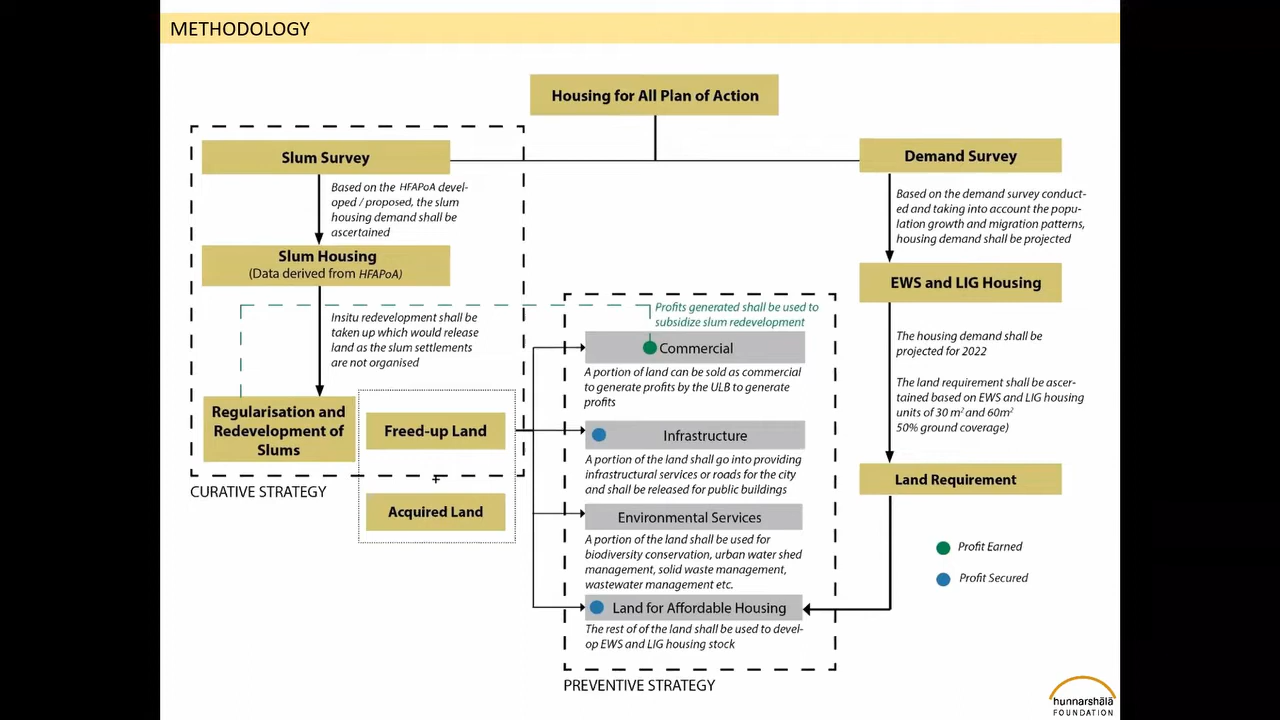 METHODOLOGY
Housing for All Plan of Action
Slum Survey
Based on the HFAPoA devel-
oped / proposed, the slum
housing demand shall be
ascertained
Slum Housing
(Data derived from HFAPoA)
Insitu redevelopment shall be
taken up which would release
land as the slum settlements
are not organised
Regularisation and
Redevelopment of
Slums
Freed-up Land
+
Acquired Land
CURATIVE STRATEGY
Profits generated shall be used to
subsidize slum redevelopment
Commercial
A portion of land can be sold as commercial
to generate profits by the ULB to generate
profits
Infrastructure
A portion of the land shall go into providing
infrastructural services or roads for the city
and shall be released for public buildings
Environmental Services
A portion of the land shall be used for
biodiversity conservation, urban water shed
management, solid waste management,
wastewater management etc.
Land for Affordable Housing
The rest of of the land shall be used to devel-
op EWS and LIG housing stock
PREVENTIVE STRATEGY
Demand Survey
Based on the demand survey conduct-
ed and taking into account the popu-
lation growth and migration patterns,
housing demand shall be projected
EWS and LIG Housing
The housing demand shall be
projected for 2022
The land requirement shall be ascer-
tained based on EWS and LIG housing
units of 30 m² and 60m²
50% ground coverage)
Land Requirement
Profit Earned
Profit Secured
hunnarshālā
FOUNDATION